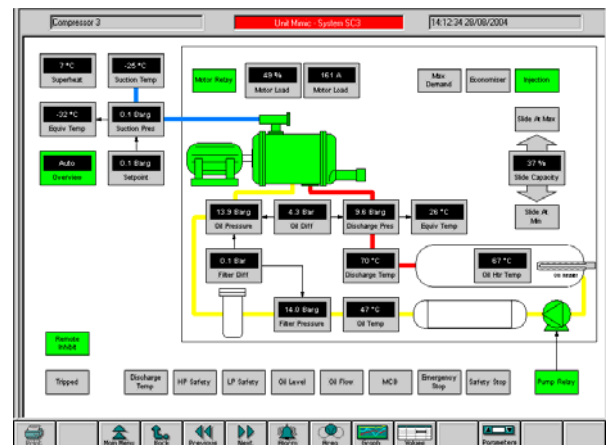 Compressor 3
Unit Mimic - System SC3
14:12:34 28/08/2004
7 °C
Superheat
-25 °C
Suction Temp
Motor Relay
49 %
Motor Load
161 A
Motor Load
Max
Demand
Economiser
Injection
-32 °C
Equiv Temp
0.1 Barg
Suction Pres
Slide At Max
Auto
Overview
0.1 Barg
Setpoint
37 %
Slide Capacity
13.9 Barg
Oil Pressure
4.3 Bar
Oil Diff
9.6 Barg
Discharge Pres
26 °C
Equiv Temp
Slide At
Min
0.1 Bar
Filter Diff
70 °C
Discharge Temp
67 °C
Oil Htr Temp
14.0 Barg
Filter Pressure
47 °C
Oil Temp
Remote
Inhibit
Tripped
Discharge
Temp
HP Safety
LP Safety
Oil Level
Oil Flow
MCB
Emergency
Stop
Safety Stop
Pump Relay
Print
Main Menu
Back
Previous
Next
Macro
Area
Graph
Values
Parameters